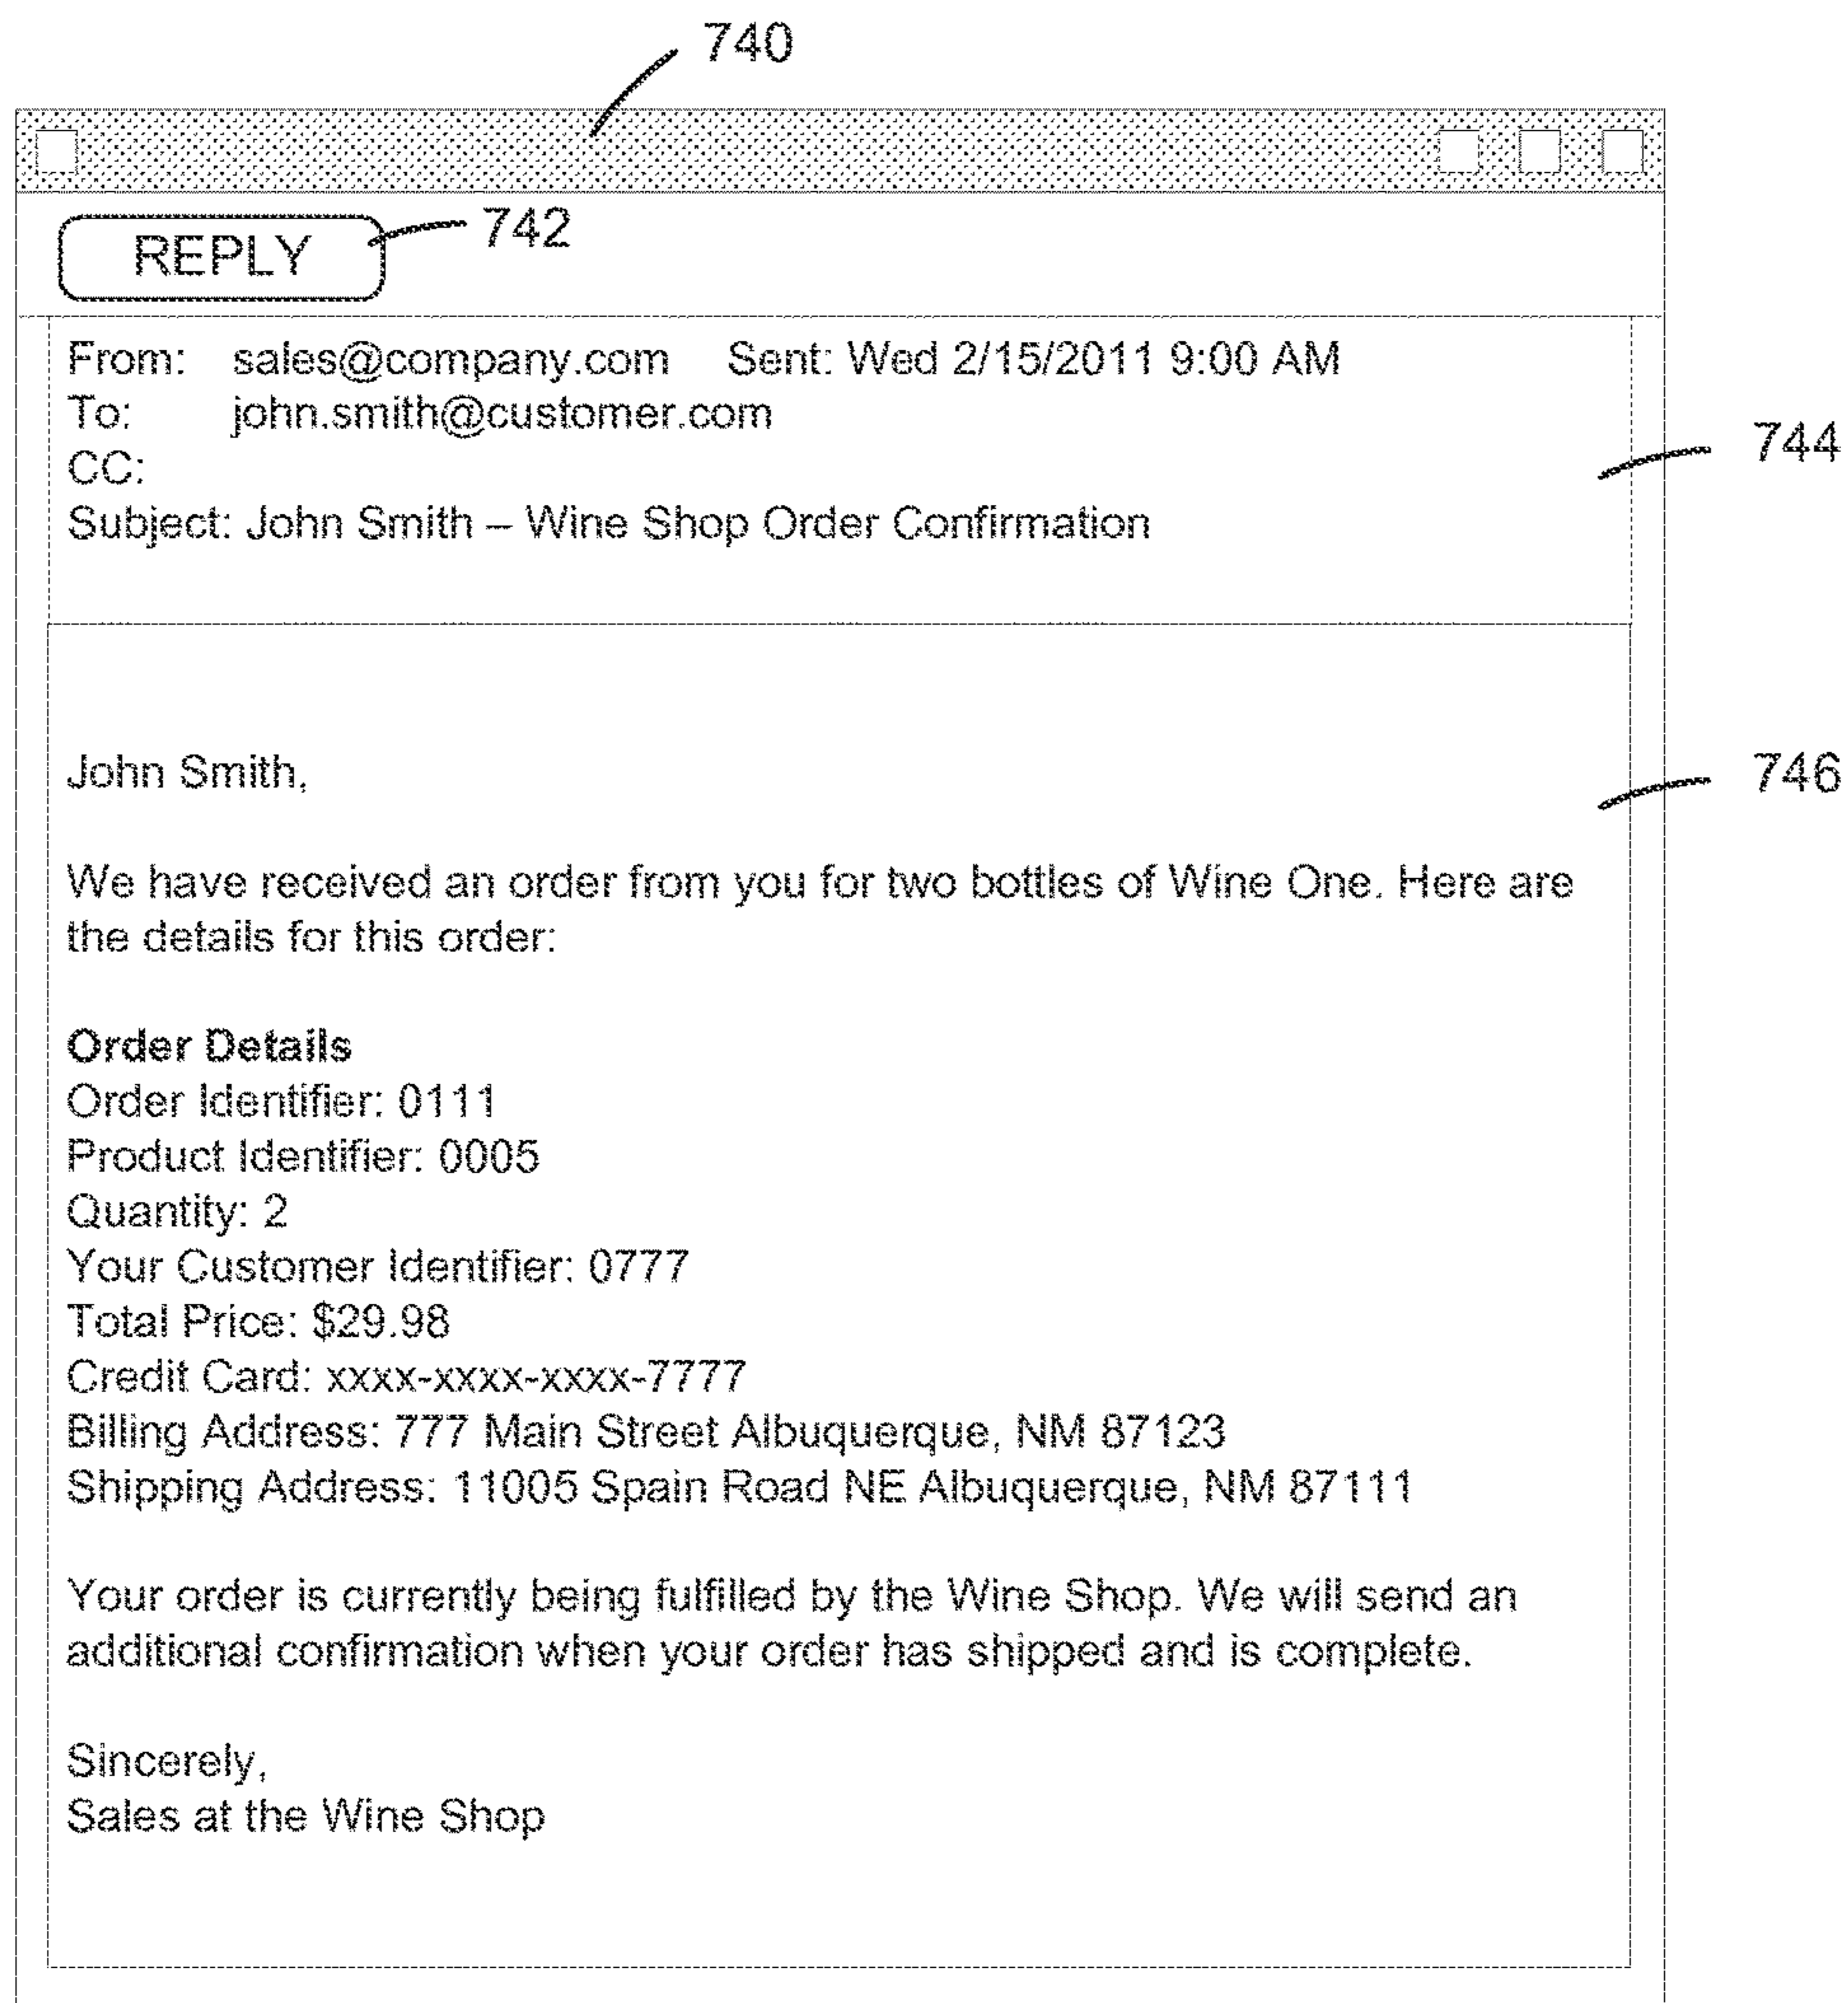 740
REPLY 742
From: sales@company.com Sent: Wed 2/15/2011 9:00 AM
To: john.smith@customer.com
CC:
744
Subject: John Smith – Wine Shop Order Confirmation
John Smith,
746
We have received an order from you for two bottles of Wine One. Here are
the details for this order:
Order Details
Order Identifier: 0111
Product Identifier: 0005
Quantity: 2
Your Customer Identifier: 0777
Total Price: $29.98
Credit Card: xxxx-xxxx-xxxx-7777
Billing Address: 777 Main Street Albuquerque, NM 87123
Shipping Address: 11005 Spain Road NE Albuquerque, NM 87111
Your order is currently being fulfilled by the Wine Shop. We will send an
additional confirmation when your order has shipped and is complete.
Sincerely,
Sales at the Wine Shop